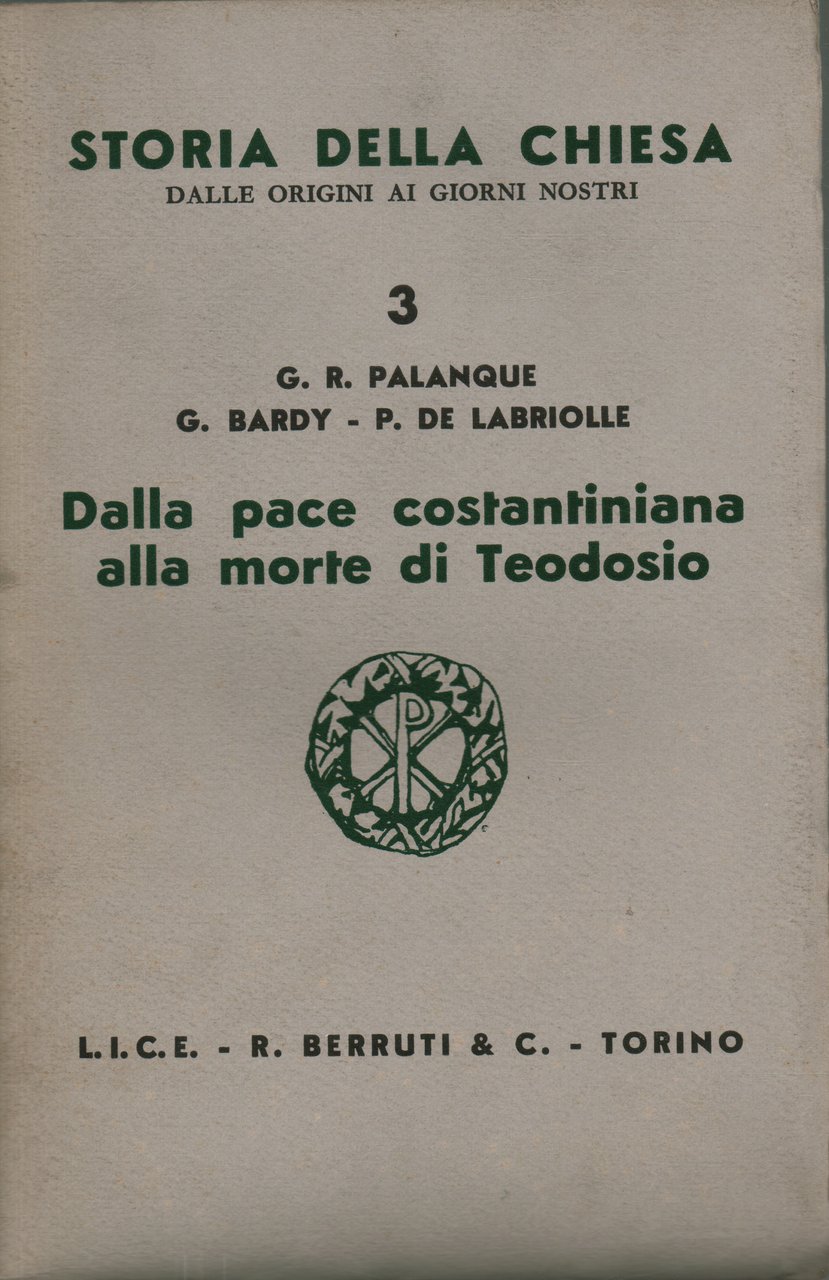 STORIA DELLA CHIESA
DALLE ORIGINI AI GIORNI NOSTRI
3
G. R. PALANQUE
G. BARDY - P. DE LABRIOLLE
Dalla pace costantiniana
alla morte di Teodosio
L.I.C.E. - R. BERRUTI & C. - TORINO